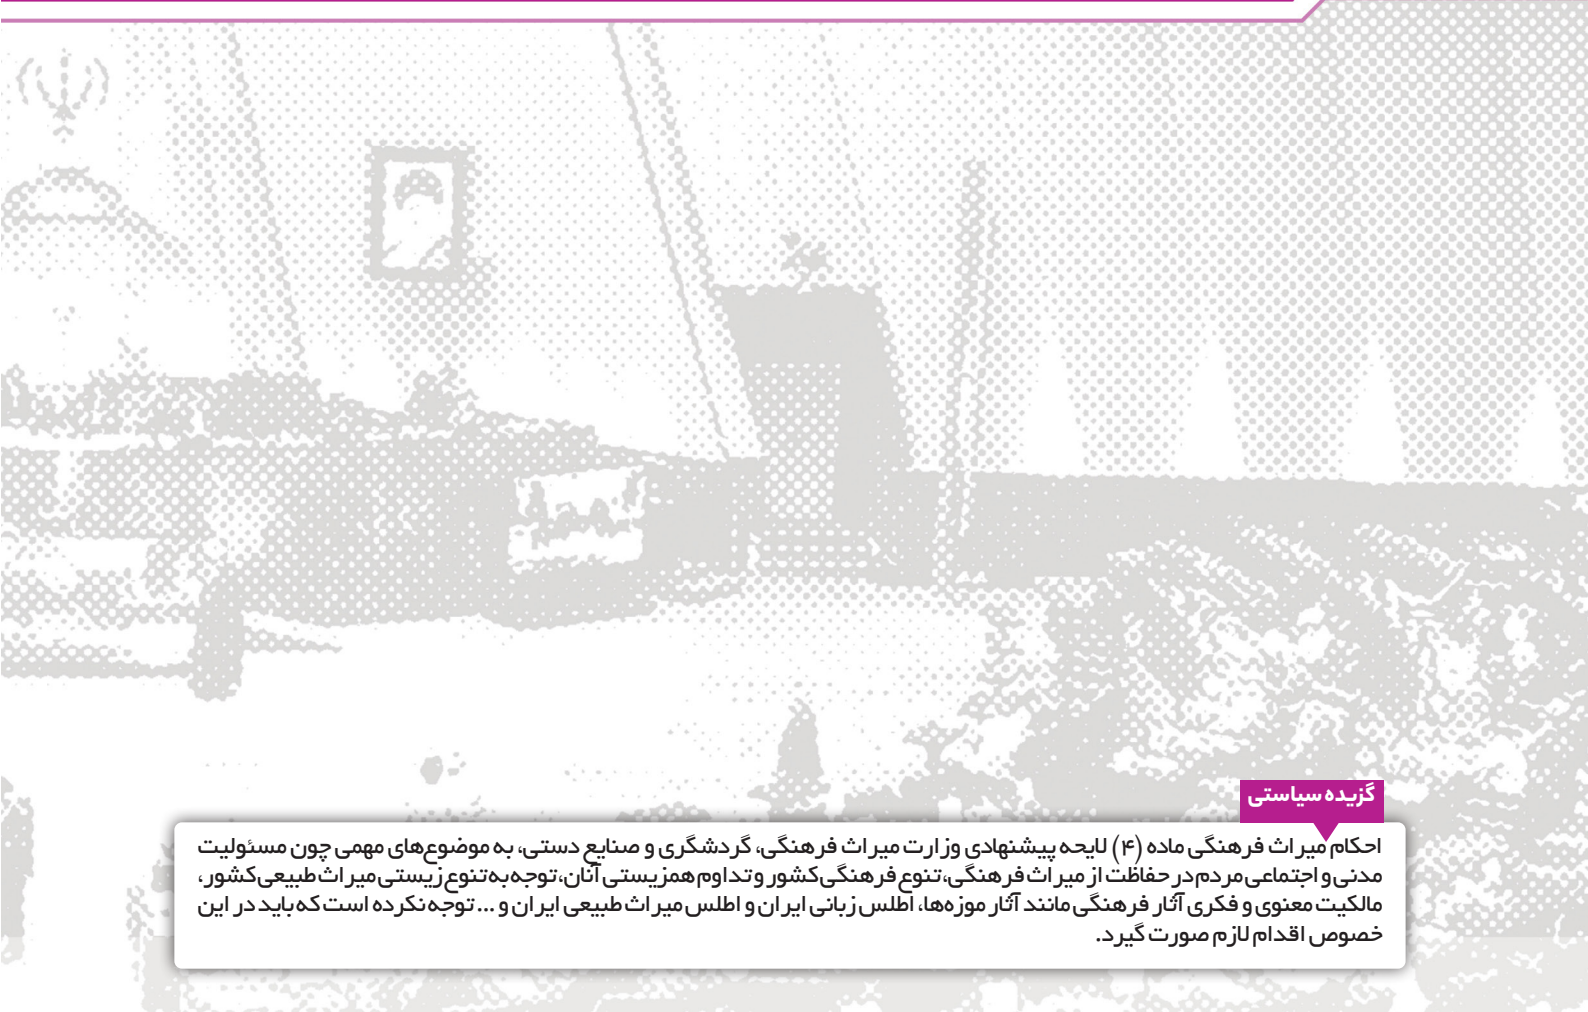 گزیده سیاستی
احکام میراث فرهنگی ماده (۴) لایحه پیشنهادی وزارت میراث فرهنگی، گردشگری و صنایع دستی، به موضوع‌های مهمی چون مسئولیت
مدنی و اجتماعی مردم در حفاظت از میراث فرهنگی، تنوع فرهنگی کشور و تداوم همزیستی آنان، توجه به تنوع زیستی میراث طبیعی کشور،
مالکیت معنوی و فکری آثار فرهنگی مانند آثار موزه‌ها، اطلس زبانی ایران و اطلس میراث طبیعی ایران و ... توجه نکرده است که باید در این
خصوص اقدام لازم صورت گیرد.